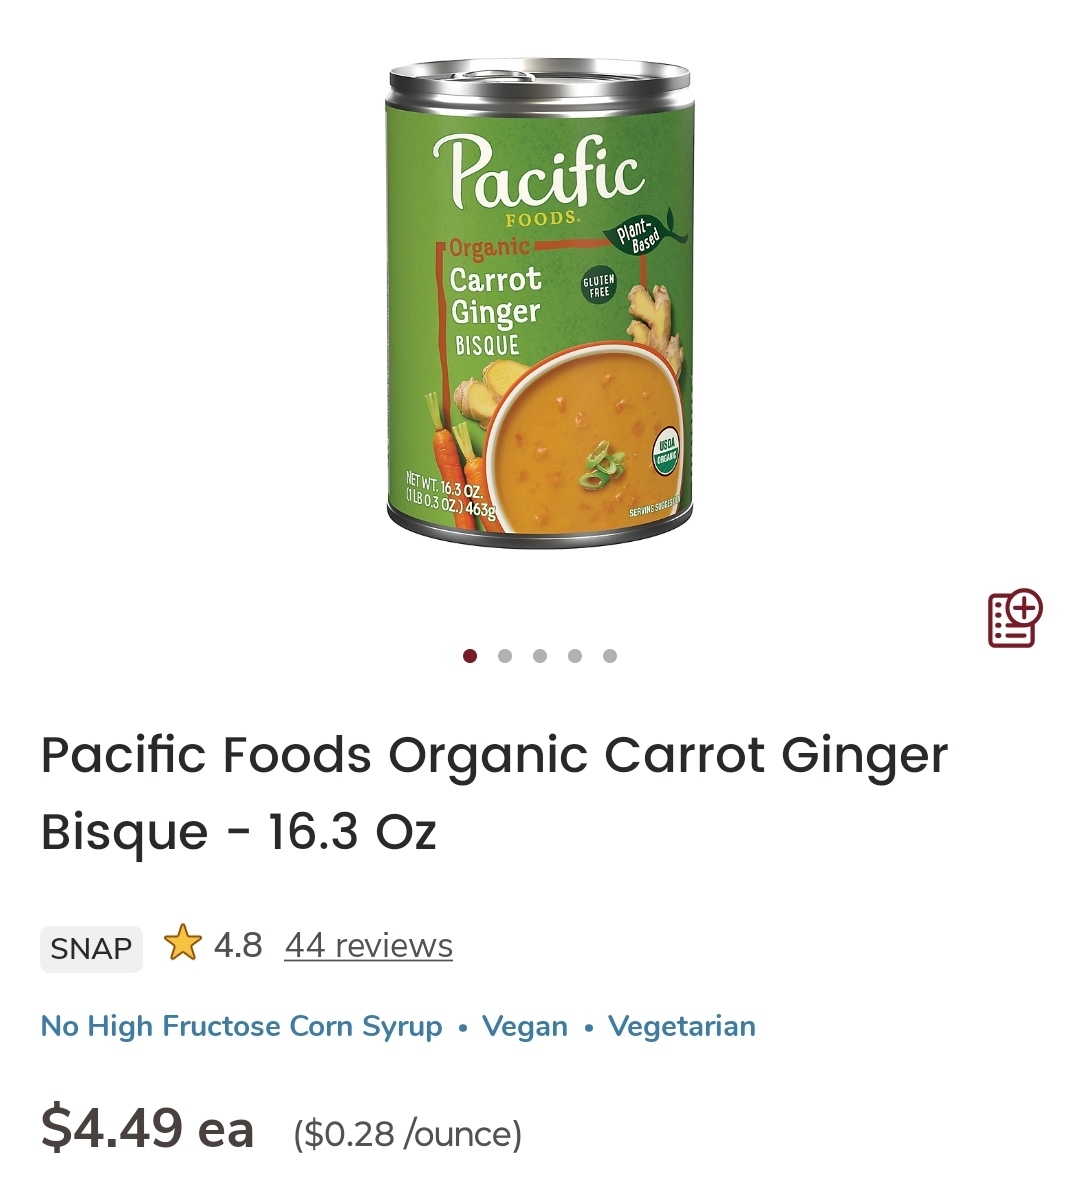 Pacific
FOODS.
Organic
Plant-
Based
Carrot
Ginger
BISQUE
GLUTEN
FREE
USDA
ORGANIC
NET WT. 16.3 OZ.
(1 LB 0.3 OZ.) 463g
SERVING
Pacific Foods Organic Carrot Ginger
Bisque - 16.3 Oz
SNAP 4.8 44 reviews
No High Fructose Corn Syrup • Vegan • Vegetarian
$4.49 ea ($0.28 /ounce)